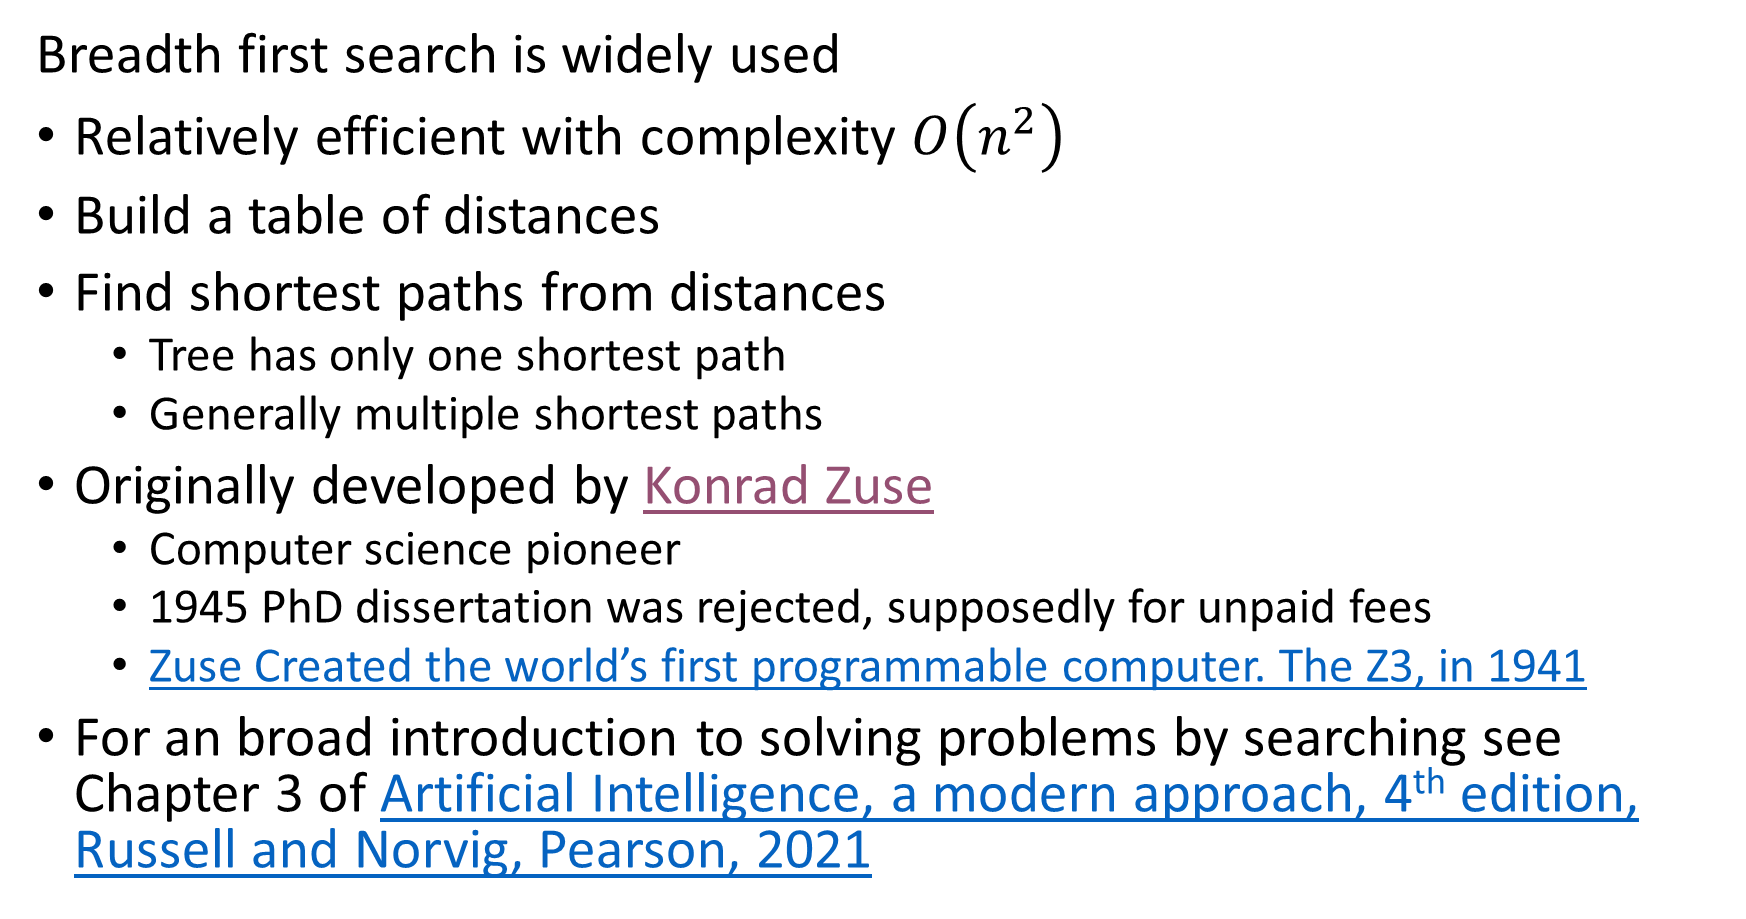 Breadth first search is widely used
• Relatively efficient with complexity O(n²)
• Build a table of distances
• Find shortest paths from distances
• Tree has only one shortest path
• Generally multiple shortest paths
• Originally developed by Konrad Zuse
• Computer science pioneer
• 1945 PhD dissertation was rejected, supposedly for unpaid fees
• Zuse Created the world’s first programmable computer. The Z3, in 1941
• For an broad introduction to solving problems by searching see
Chapter 3 of Artificial Intelligence, a modern approach, 4th edition,
Russell and Norvig, Pearson, 2021